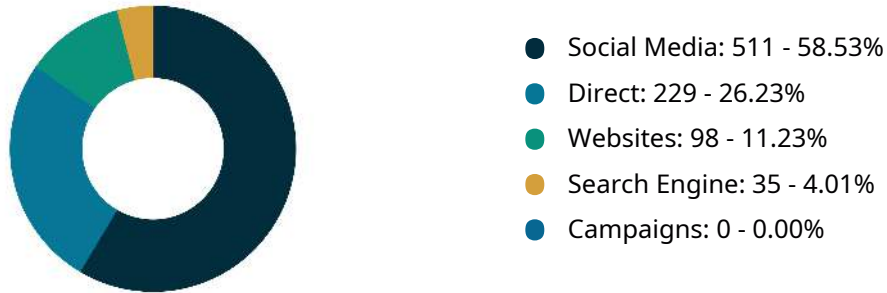 Social Media: 511 - 58.53%
Direct: 229 - 26.23%
Websites: 98 - 11.23%
Search Engine: 35 - 4.01%
Campaigns: 0 - 0.00%